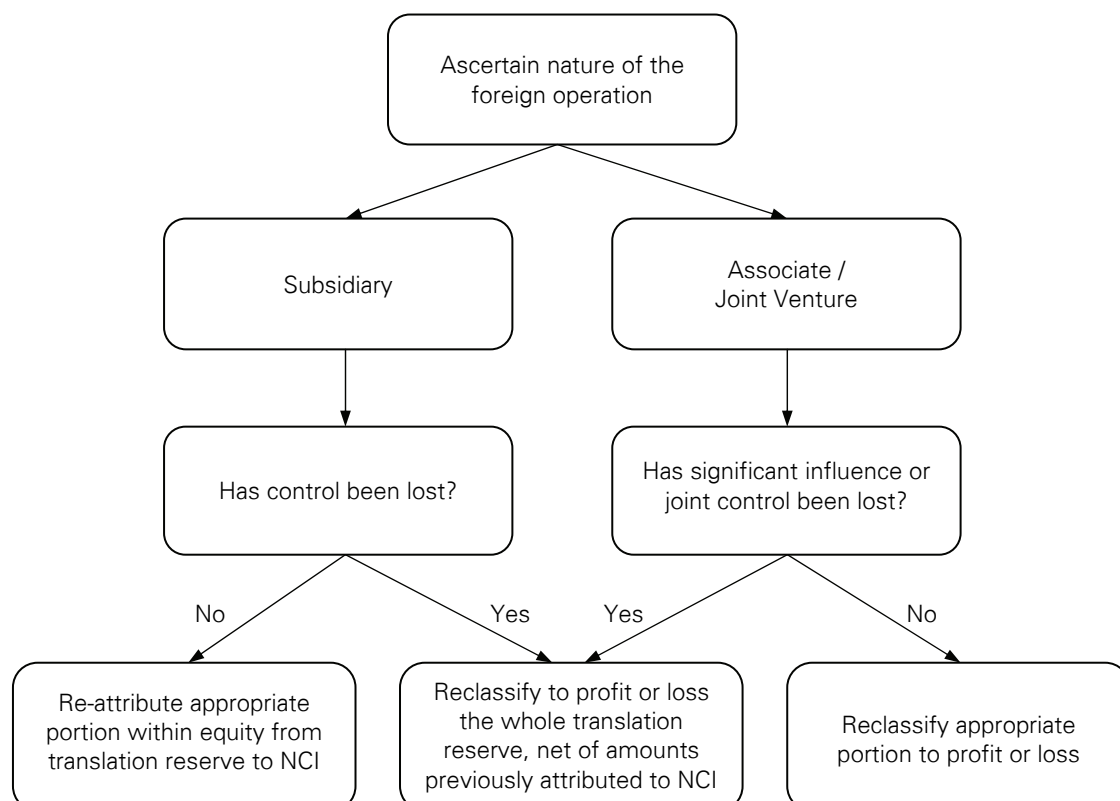 Ascertain nature of the
foreign operation
Subsidiary
Associate /
Joint Venture
Has control been lost?
Has significant influence or
joint control been lost?
No
Yes
Yes
No
Re-attribute appropriate
portion within equity from
translation reserve to NCI
Reclassify to profit or loss
the whole translation
reserve, net of amounts
previously attributed to NCI
Reclassify appropriate
portion to profit or loss